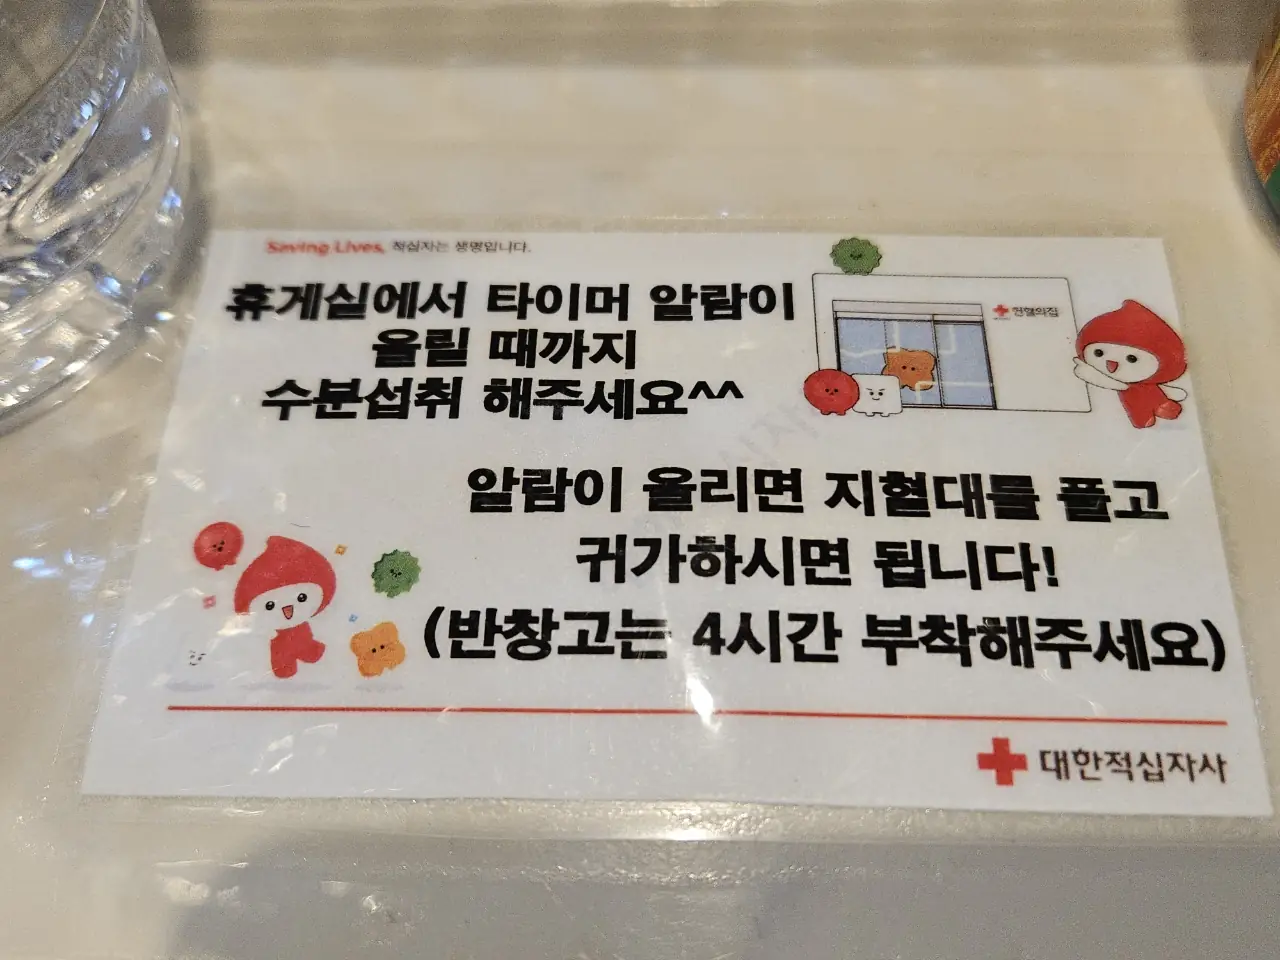 Saving Lives, 적십자는 생명입니다.
휴게실에서 타이머 알람이
울릴 때까지
수분섭취 해주세요^^
헌혈의집
알람이 울리면 지혈대를 풀고
귀가하시면 됩니다!
(반창고는 4시간 부착해주세요)
대한적십자사